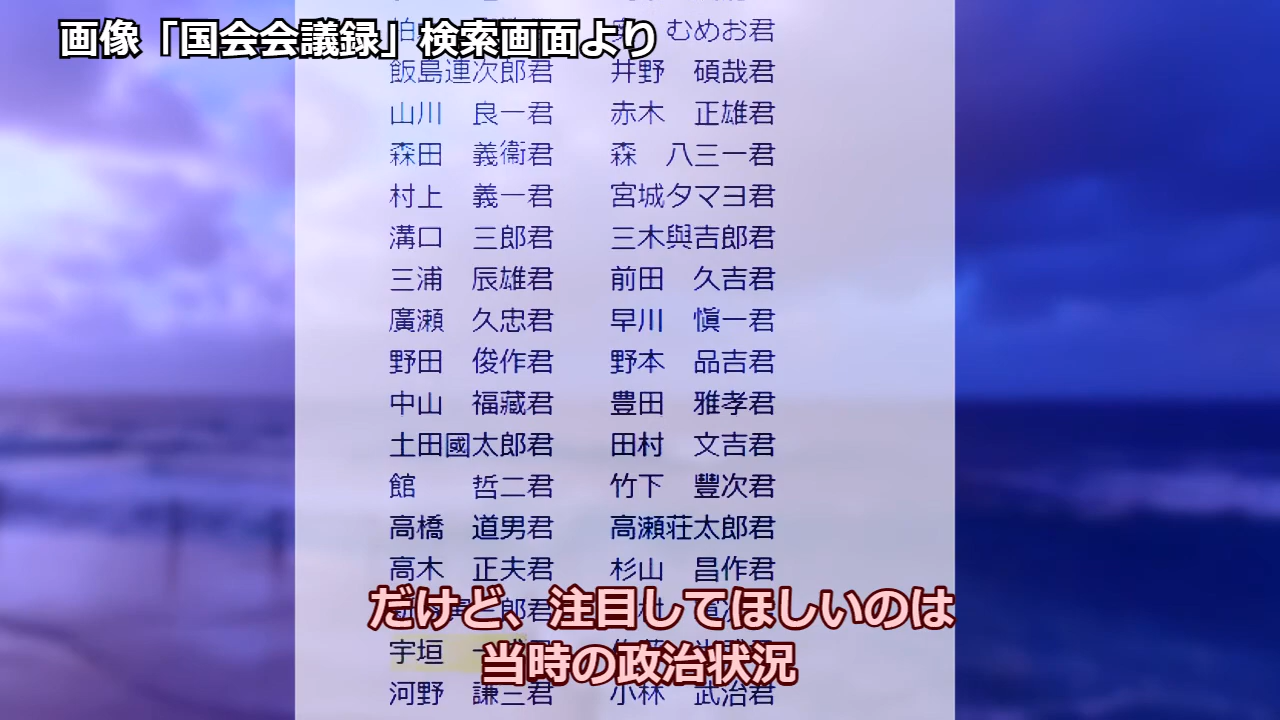 画像「国会会議録」検索画面より
むめお君
飯島連次郎君　井野　碩哉君
山川　良一君　赤木　正雄君
森田　義衞君　森　八三一君
村上　義一君　宮城タマヨ君
溝口　三郎君　三木與吉郎君
三浦　辰雄君　前田　久吉君
廣瀬　久忠君　早川　愼一君
野田　俊作君　野本　品吉君
中山　福藏君　豊田　雅孝君
土田國太郎君　田村　文吉君
館　哲二君　竹下　豐次君
高橋　道男君　高瀬荘太郎君
高木　正夫君　杉山　昌作君
だけど、注目してほしいのは
宇垣　一
当時の政治状況
河野　謙三君　小林　武治君